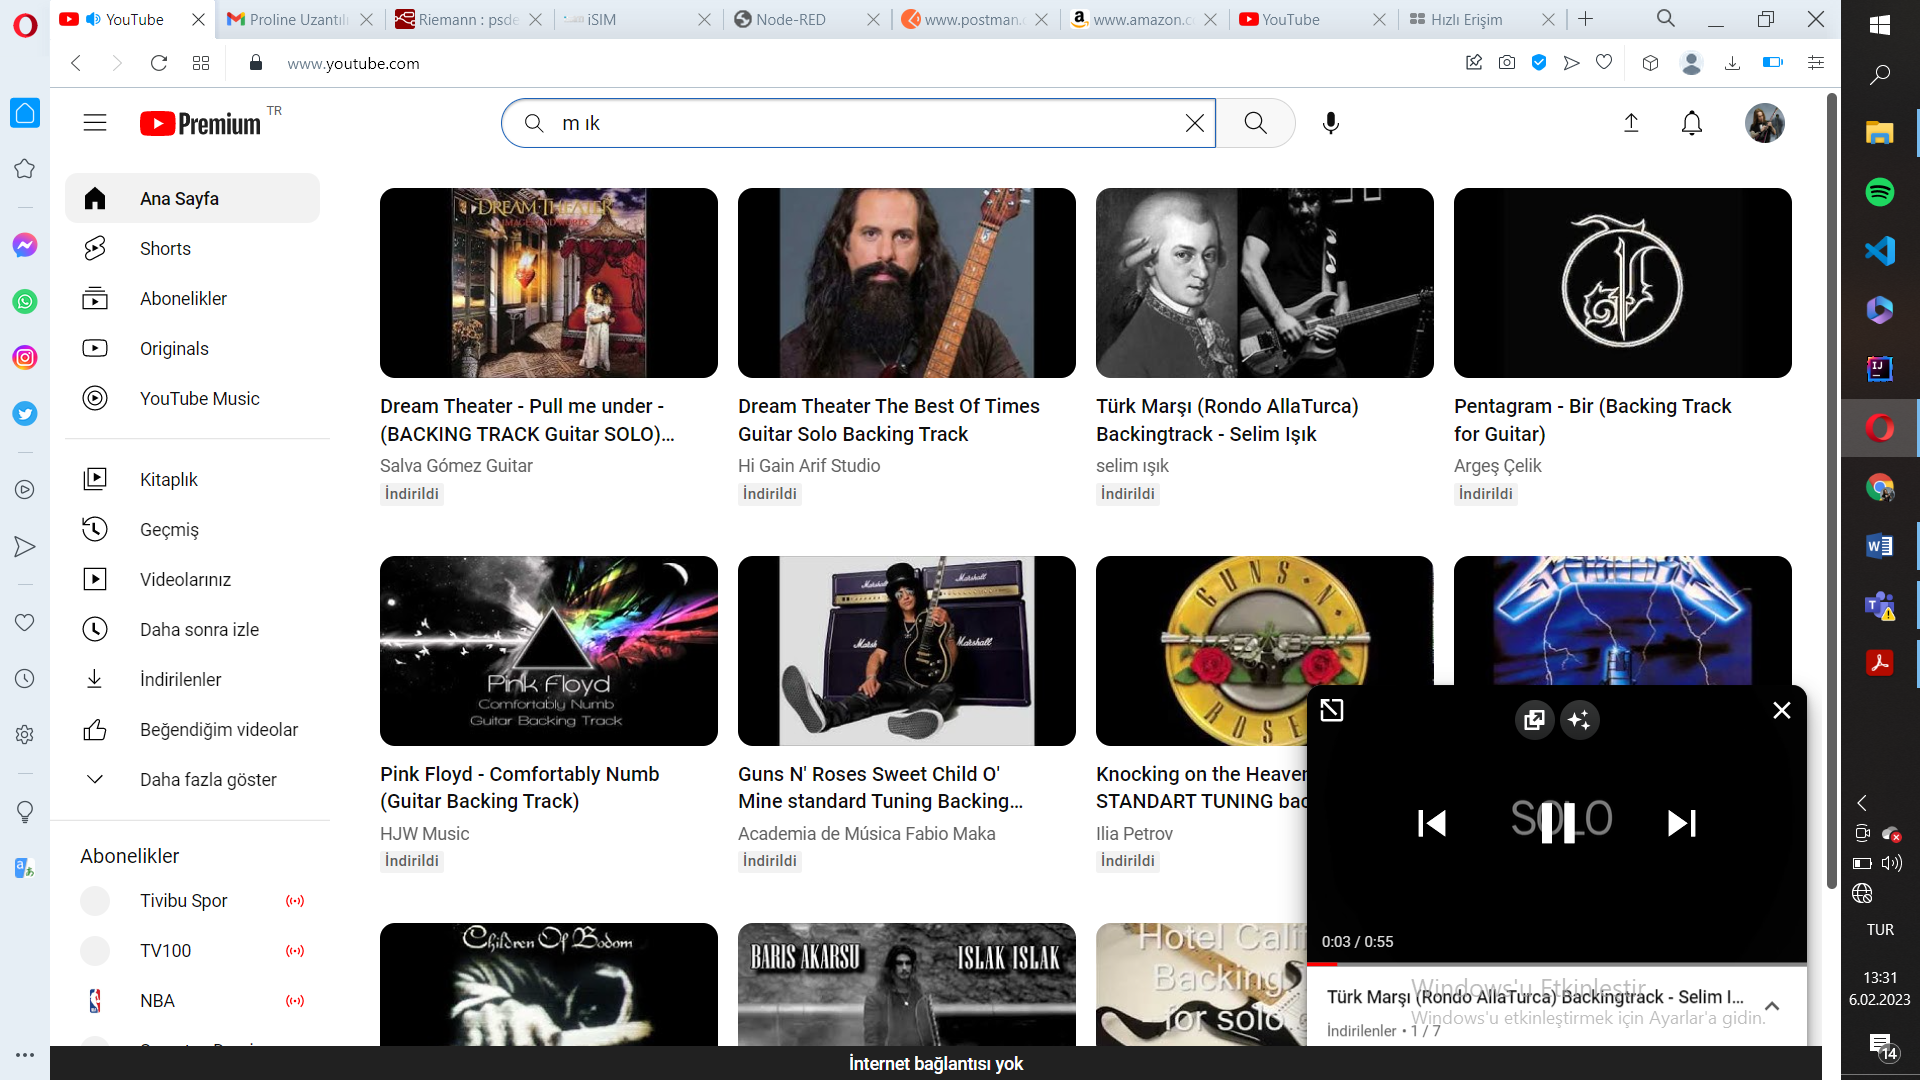 YouTube
Proline Uzantılı
Riemann : psde
iSIM
Node-RED
www.postman.c
www.amazon.co
YouTube
Hızlı Erişim
www.youtube.com
Premium TR
m ık
Ana Sayfa
Shorts
Abonelikler
Originals
YouTube Music
Kitaplık
Geçmiş
Videolarınız
Daha sonra izle
İndirilenler
Beğendiğim videolar
Daha fazla göster
Abonelikler
Tivibu Spor
TV100
NBA
DREAM THEATER
Dream Theater - Pull me under -
(BACKING TRACK Guitar SOLO)...
Salva Gómez Guitar
İndirildi
Dream Theater The Best Of Times
Guitar Solo Backing Track
Hi Gain Arif Studio
İndirildi
Türk Marşı (Rondo AllaTurca)
Backingtrack - Selim Işık
selim ışık
İndirildi
Pentagram - Bir (Backing Track
for Guitar)
Argeş Çelik
İndirildi
Pink Floyd
Comfortably Numb
Guitar Backing Track
Pink Floyd - Comfortably Numb
(Guitar Backing Track)
HJW Music
İndirildi
Marshall
Marshall
Marshall
Guns N' Roses Sweet Child O'
Mine standard Tuning Backing...
Academia de Música Fabio Maka
İndirildi
GUNS N
ROSES
Knocking on the Heaven
STANDART TUNING bac
Ilia Petrov
İndirildi
Children Of Bodom
BARIS AKARSU
ISLAK ISLAK
Hotel Calif
Backing
for solo
SOLO
0:03 / 0:55
Türk Marşı (Rondo AllaTurca) Backingtrack - Selim I...
İndirilenler • 1 / 7
Windows'u Etkinleştir
Windows'u etkinleştirmek için Ayarlar'a gidin.
İnternet bağlantısı yok
TUR
13:31
6.02.2023
14